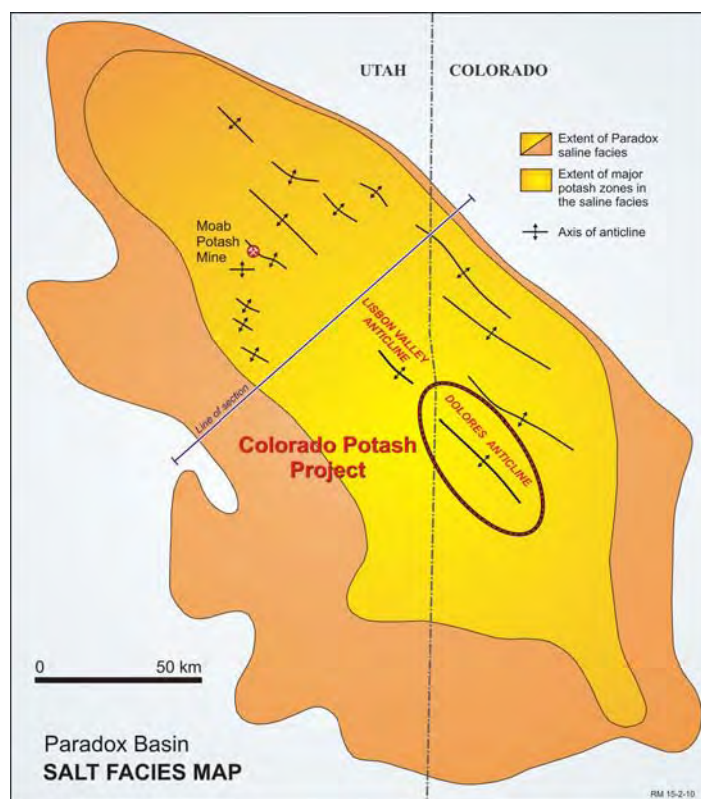 UTAH COLORADO
Extent of Paradox
saline facies
Extent of major
potash zones in
the saline facies
Axis of anticline
Moab
Potash
Mine
LISBON VALLEY
ANTICLINE
Line of section
DOLORES ANTICLINE
Colorado Potash
Project
0 50 km
Paradox Basin
SALT FACIES MAP
RM 15-2-10